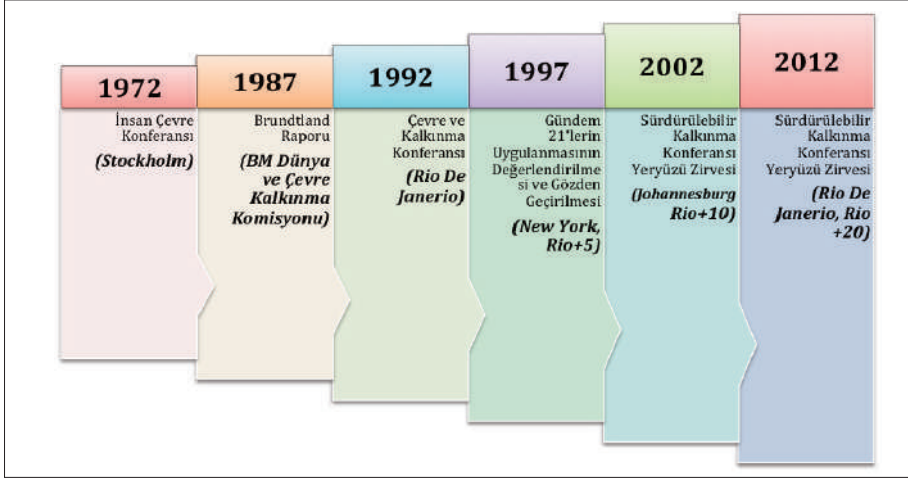 1972
İnsan Çevre
Konferansı
(Stockholm)
1987
Brundtland
Raporu
(BM Dünya
ve Çevre
Kalkınma
Komisyonu)
1992
Çevre ve
Kalkınma
Konferansı
(Rio De
Janerio)
1997
Gündem
21'lerin
Uygulanmasının
Değerlendirilme
si ve Gözden
Geçirilmesi
(New York,
Rio+5)
2002
Sürdürülebilir
Kalkınma
Konferansı
Yeryüzü Zirvesi
(Johannesburg
Rio+10)
2012
Sürdürülebilir
Kalkınma
Konferansı
Yeryüzü Zirvesi
(Rio De
Janerio, Rio
+20)